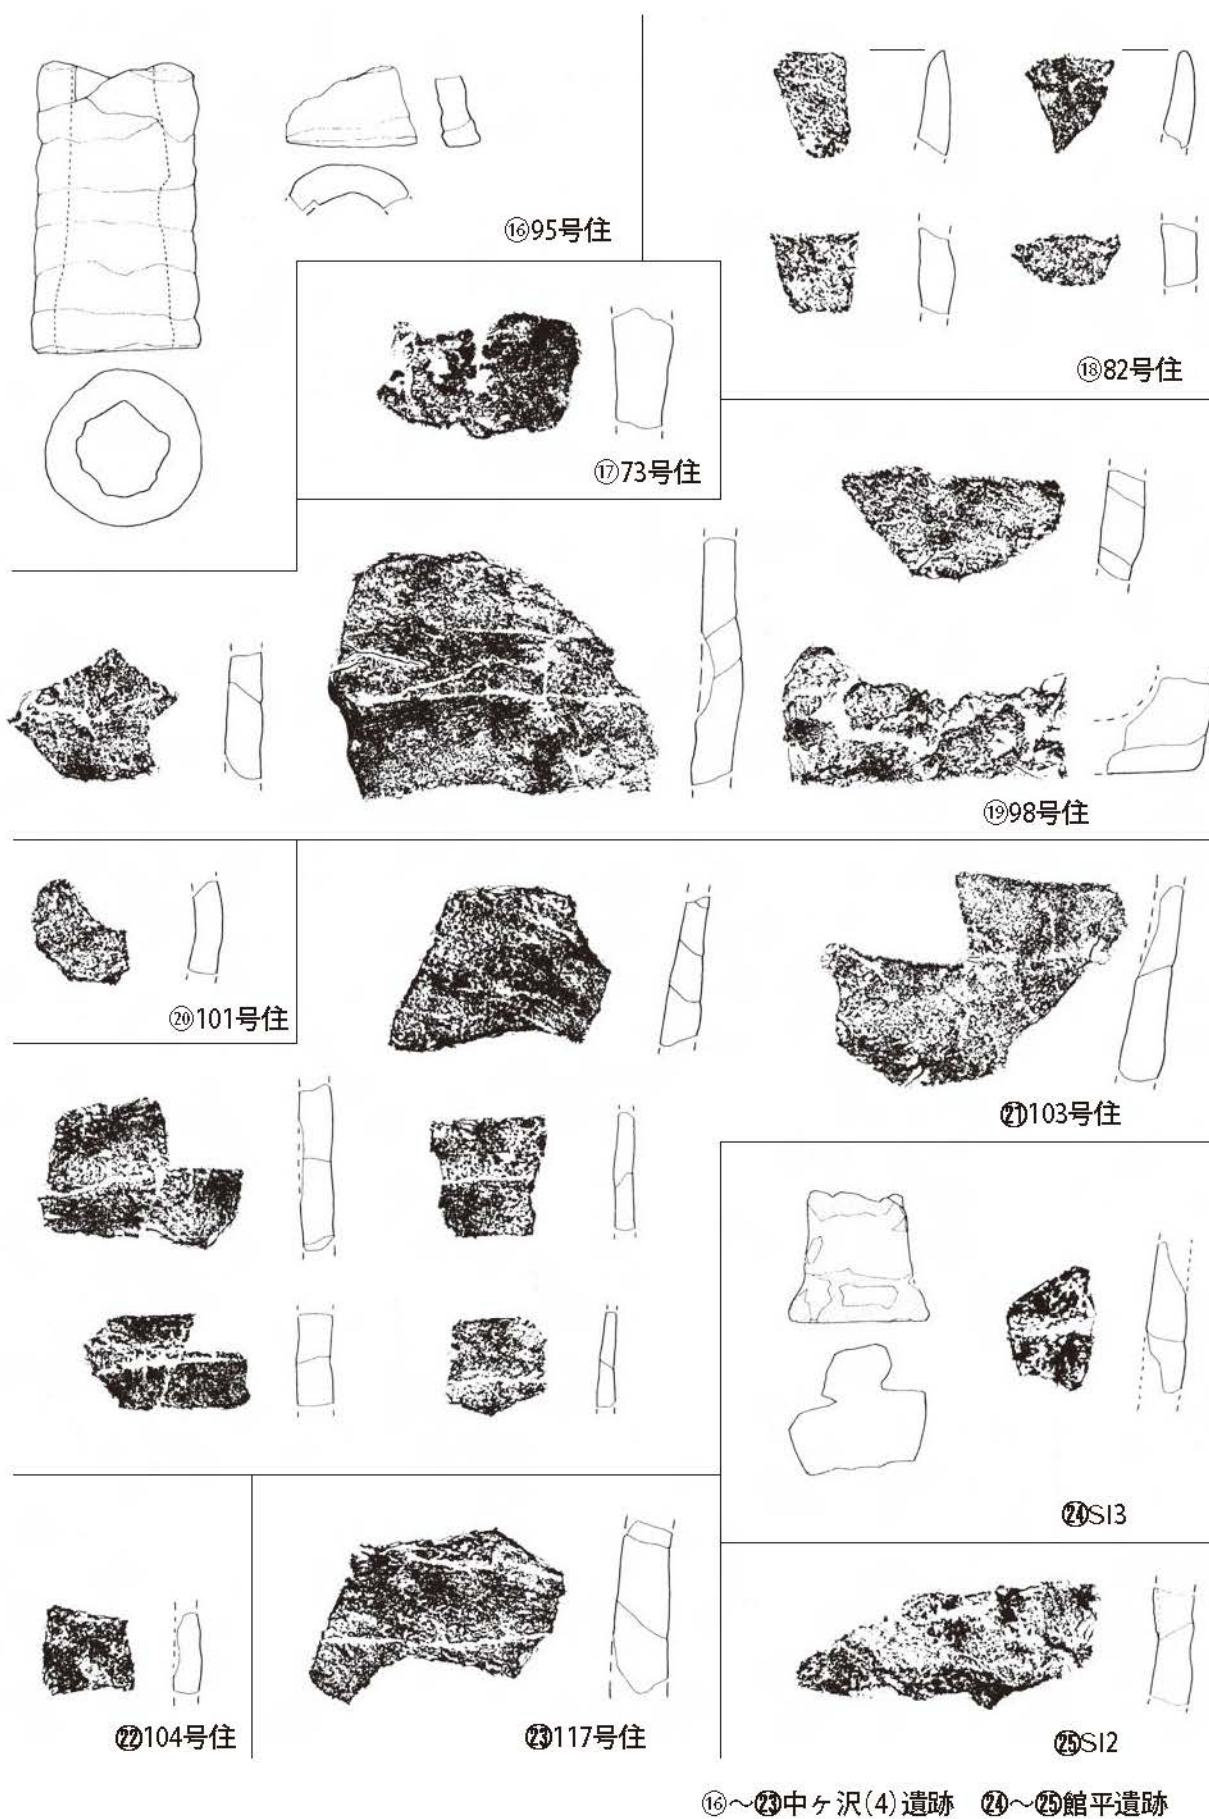 ⑯95号住
⑱82号住
⑰73号住
⑲98号住
⑳101号住
㉑103号住
㉔SI3
㉒104号住
㉓117号住
㉕SI2
⑯～㉓中ヶ沢(4)遺跡　㉔～㉕館平遺跡